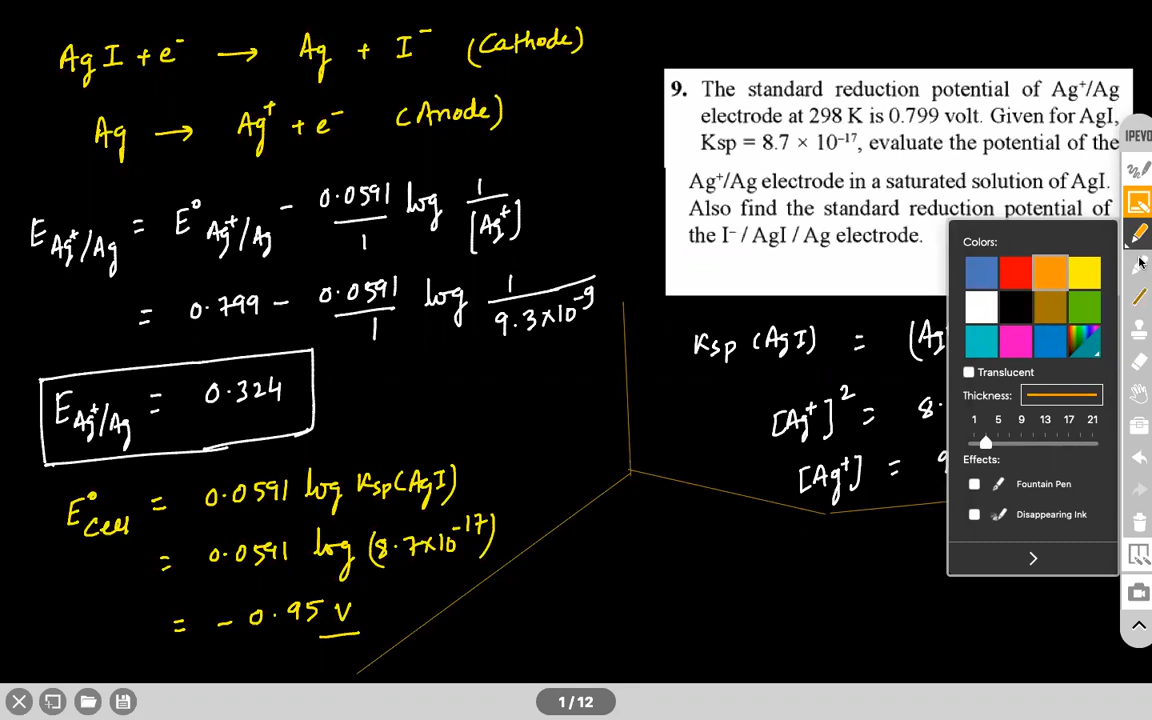 AgI + e⁻ → Ag + I⁻ (Cathode)
Ag → Ag⁺ + e⁻ (Anode)
E Ag⁺/Ag = E° Ag⁺/Ag − 0.0591/1 log 1/[Ag⁺]
= 0.799 − 0.0591/1 log 1/9.3×10⁻⁹
E Ag⁺/Ag = 0.324
E° Cell = 0.0591 log Ksp(AgI)
= 0.0591 log (8.7×10⁻¹⁷)
= − 0.95 V
9. The standard reduction potential of Ag⁺/Ag
electrode at 298 K is 0.799 volt. Given for AgI,
Ksp = 8.7 × 10⁻¹⁷, evaluate the potential of the
Ag⁺/Ag electrode in a saturated solution of AgI.
Also find the standard reduction potential of
the I⁻ / AgI / Ag electrode.
Ksp (AgI) = (Ag
[Ag⁺]² = 8.
[Ag⁺] = 9
IPEVO
Colors:
Translucent
Thickness:
1 5 9 13 17 21
Effects:
Fountain Pen
Disappearing Ink
1/12